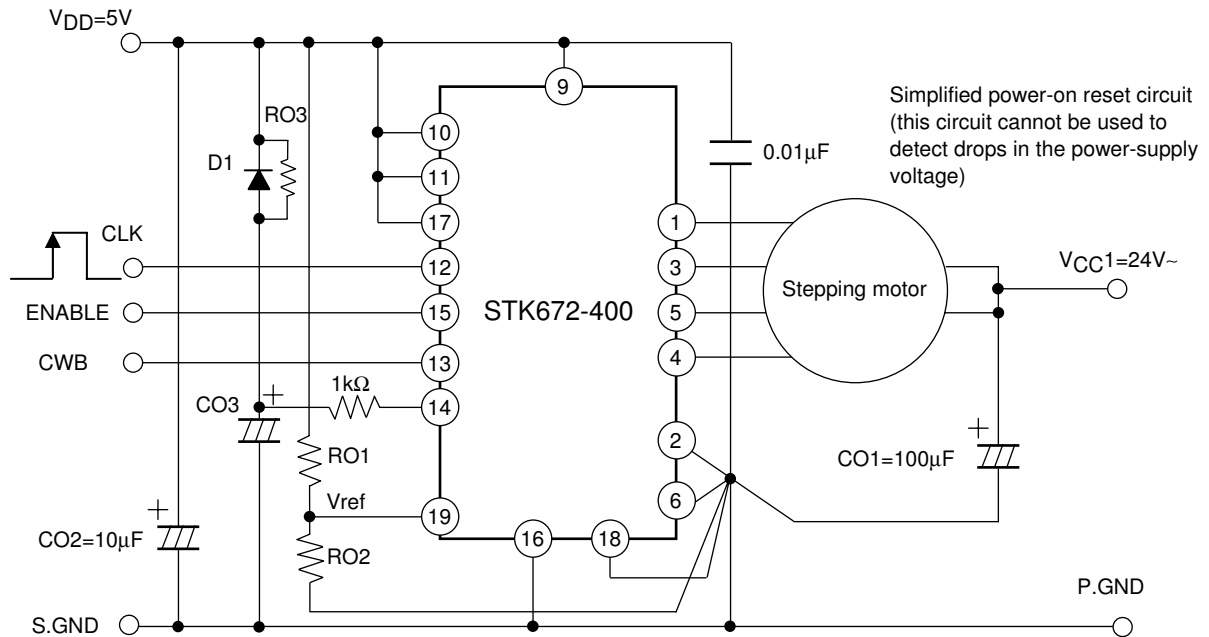 VDD=5V
9
Simplified power-on reset circuit
(this circuit cannot be used to
detect drops in the power-supply
voltage)
RO3
D1
10
11
17
0.01μF
CLK
12
ENABLE
15
CWB
13
STK672-400
1
3
5
4
Stepping motor
VCC1=24V~
CO3
+
1kΩ
14
RO1
Vref
19
RO2
2
6
+
CO1=100μF
+
CO2=10μF
16
18
P.GND
S.GND